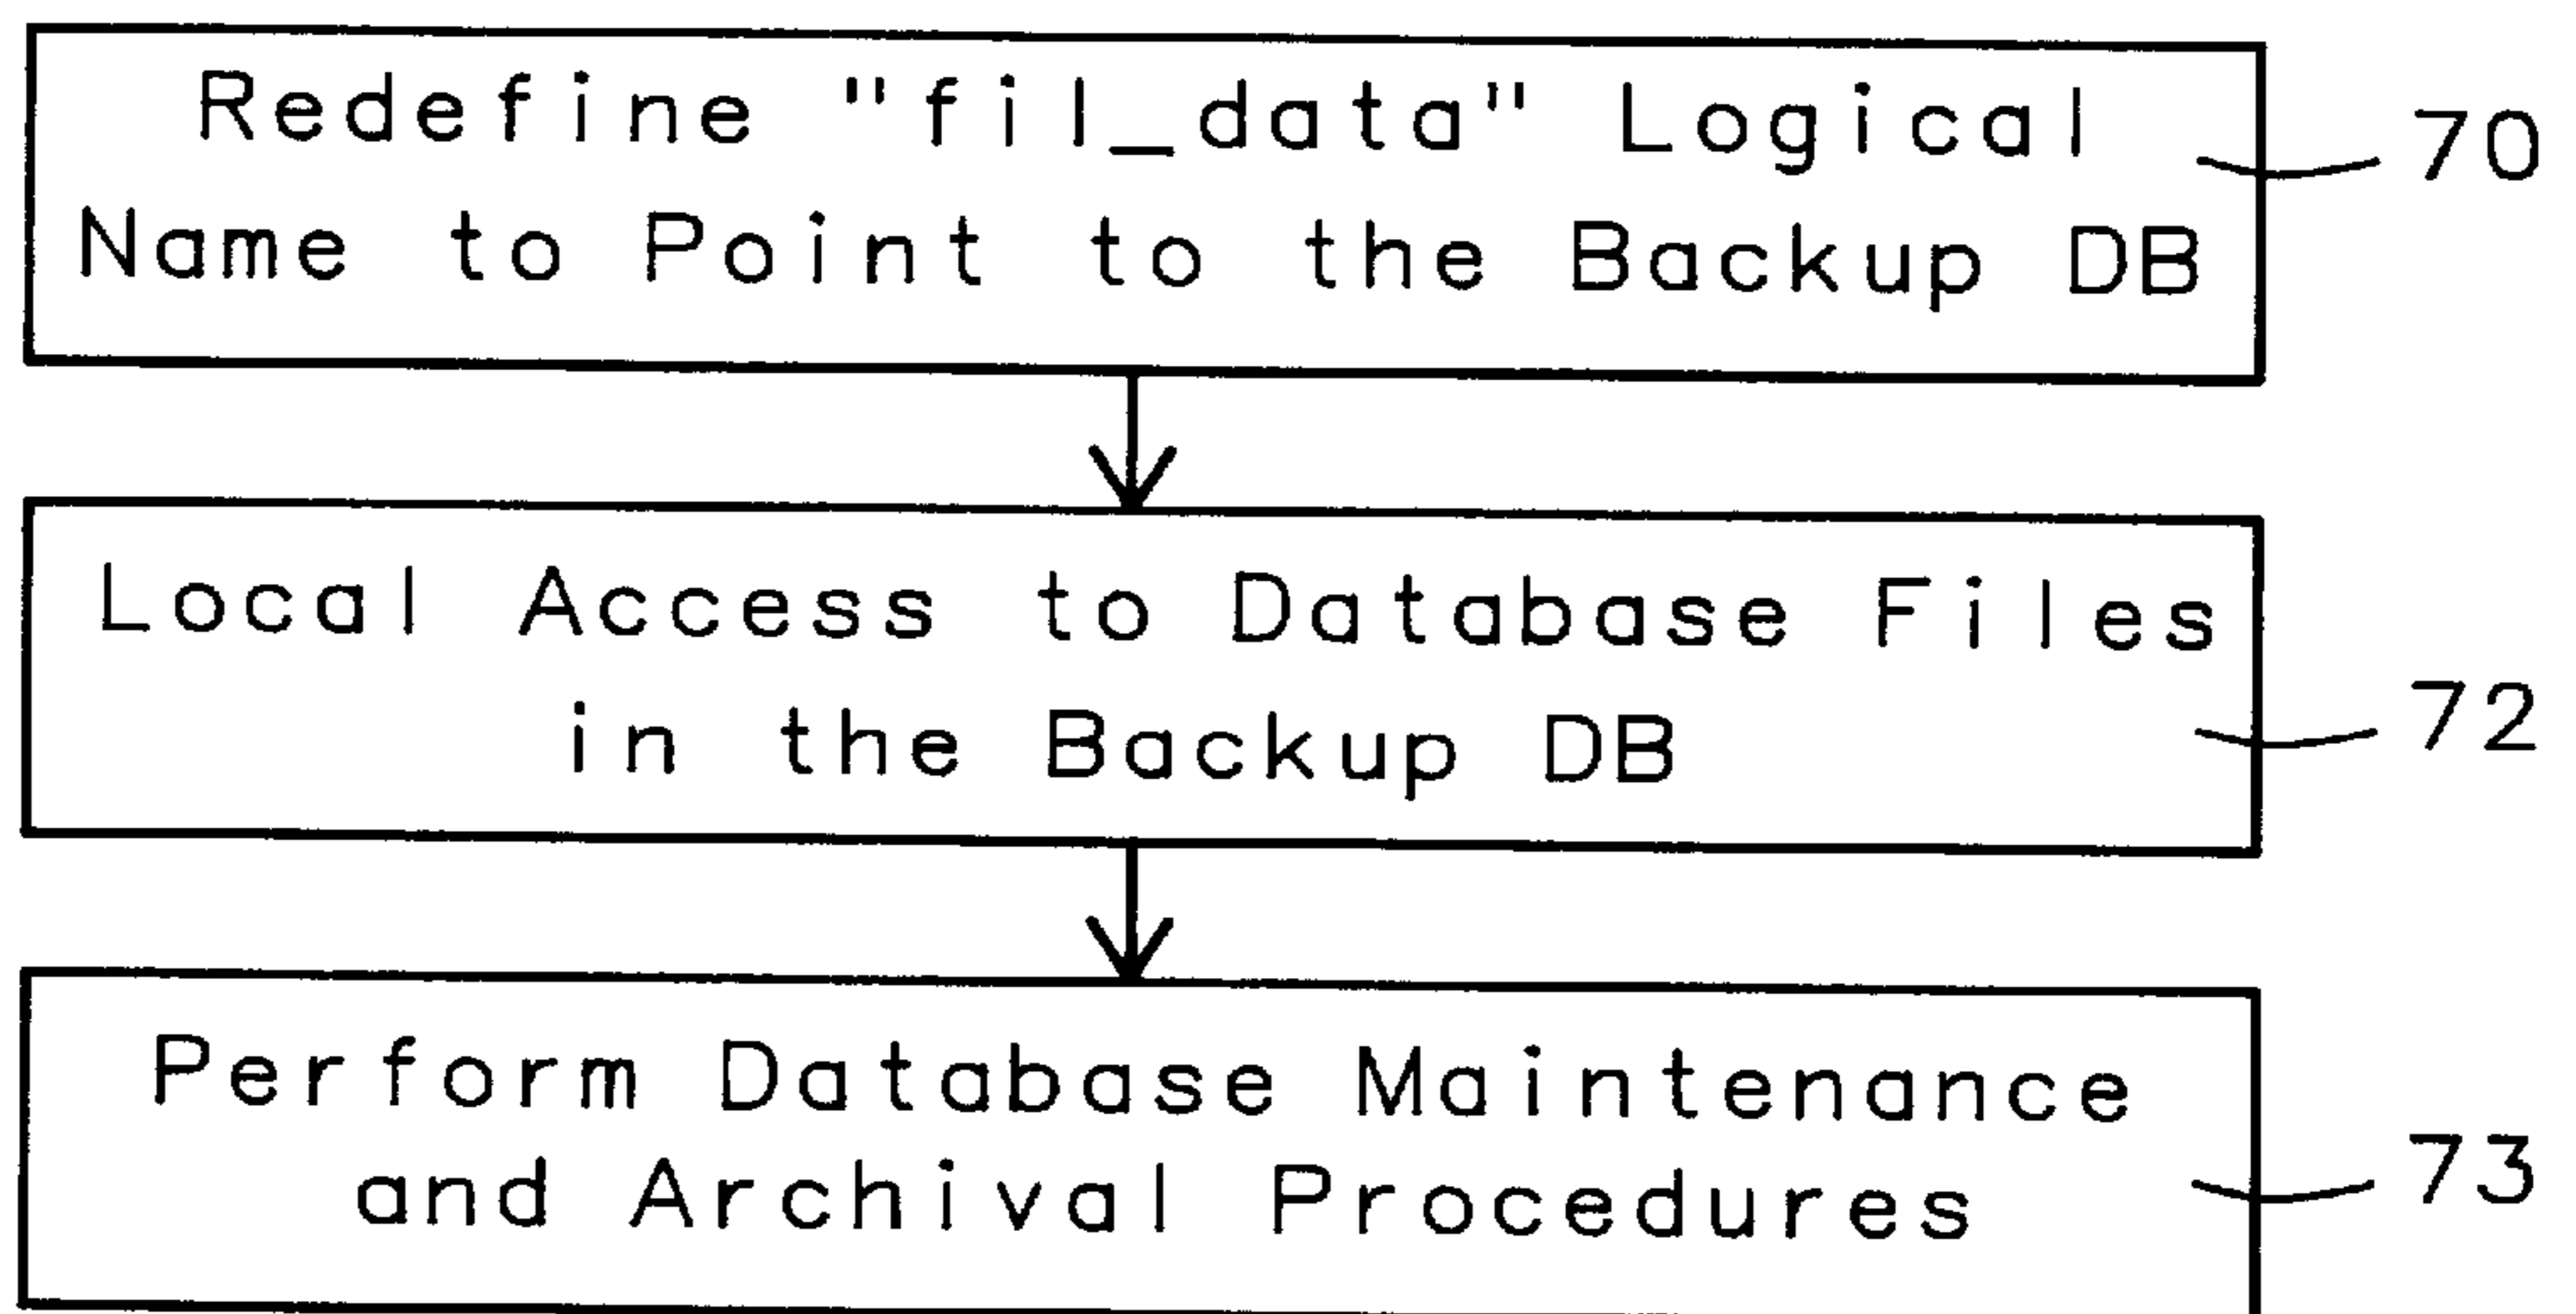 Redefine "fil_data" Logical
Name to Point to the Backup DB
70
Local Access to Database Files
in the Backup DB
72
Perform Database Maintenance
and Archival Procedures
73